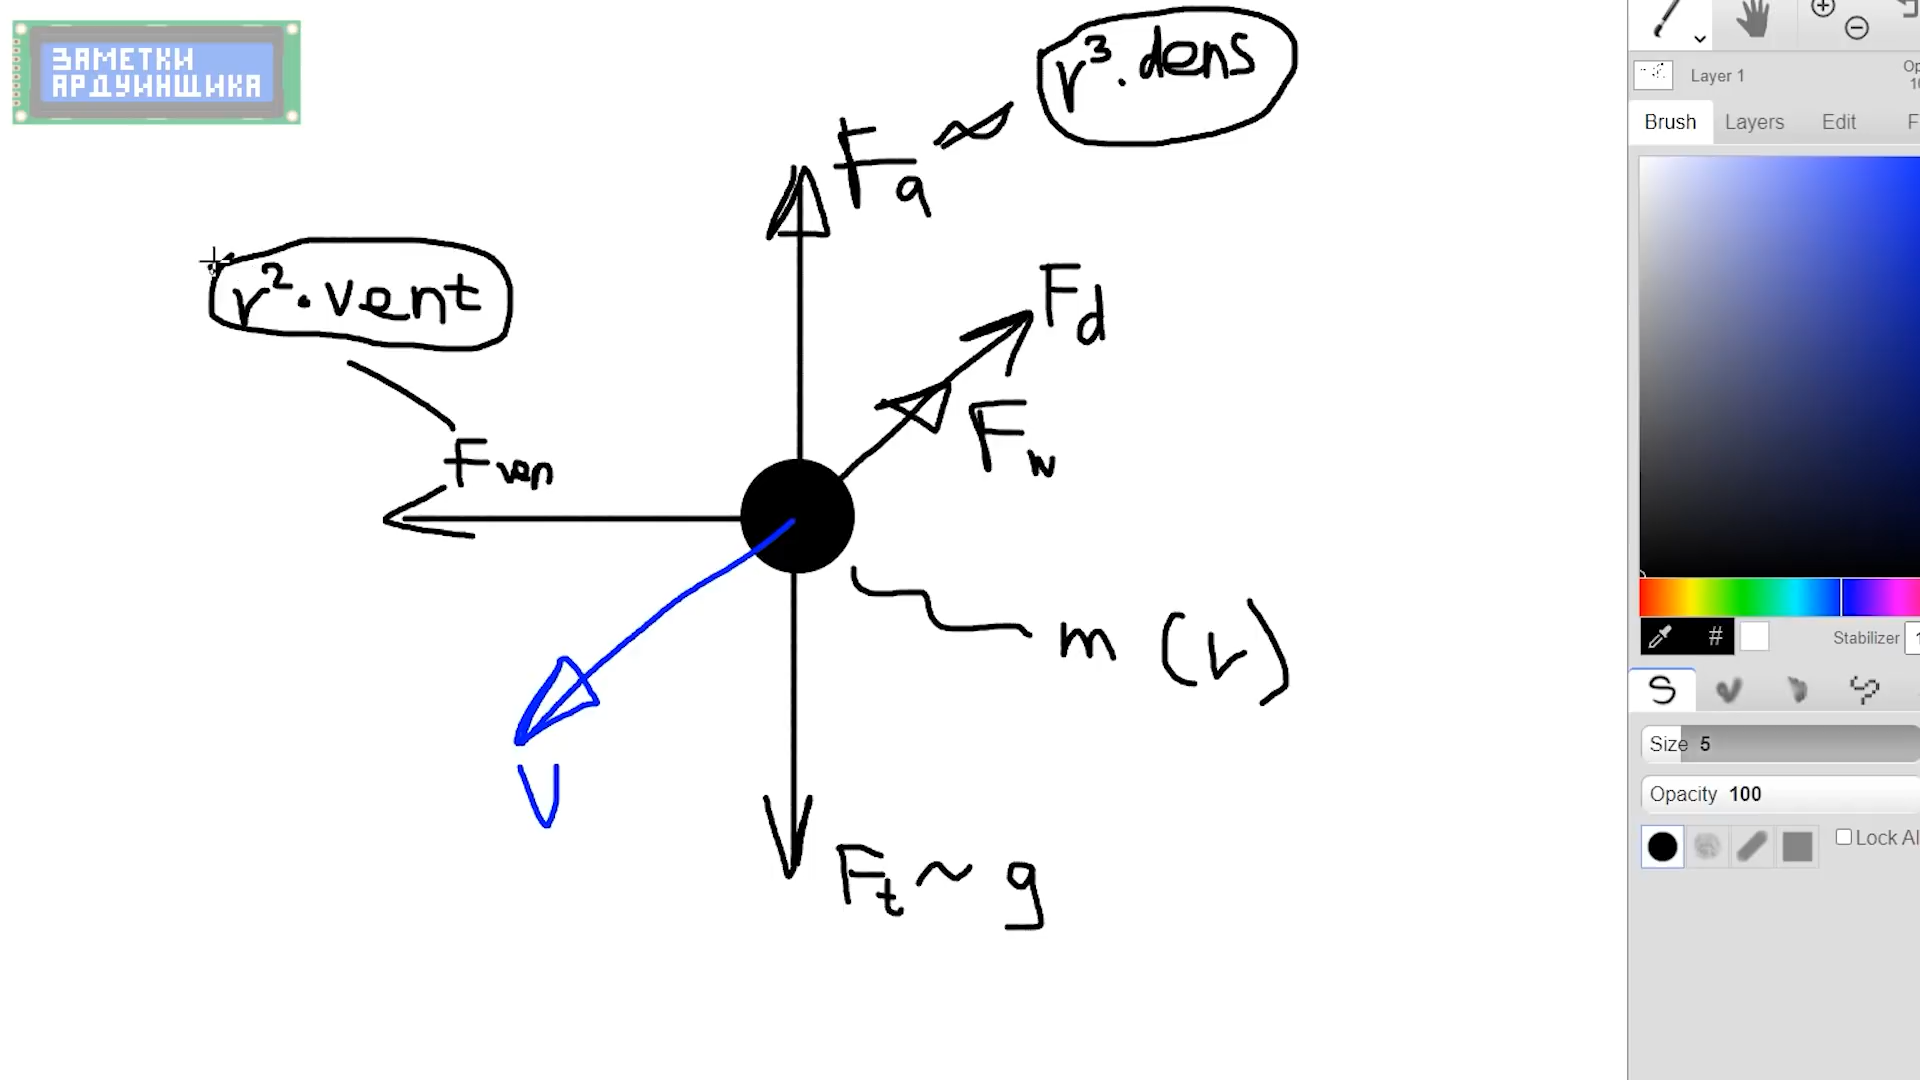 ЗАМЕТКИ
АРДУИНЩИКА
r³·dens
Fa ~
r²·vent
Fd
Fw
Fven
m (r)
V
Ft ~ g
Layer 1
Brush
Layers
Edit
#
Stabilizer
S
Size 5
Opacity 100
Lock Al